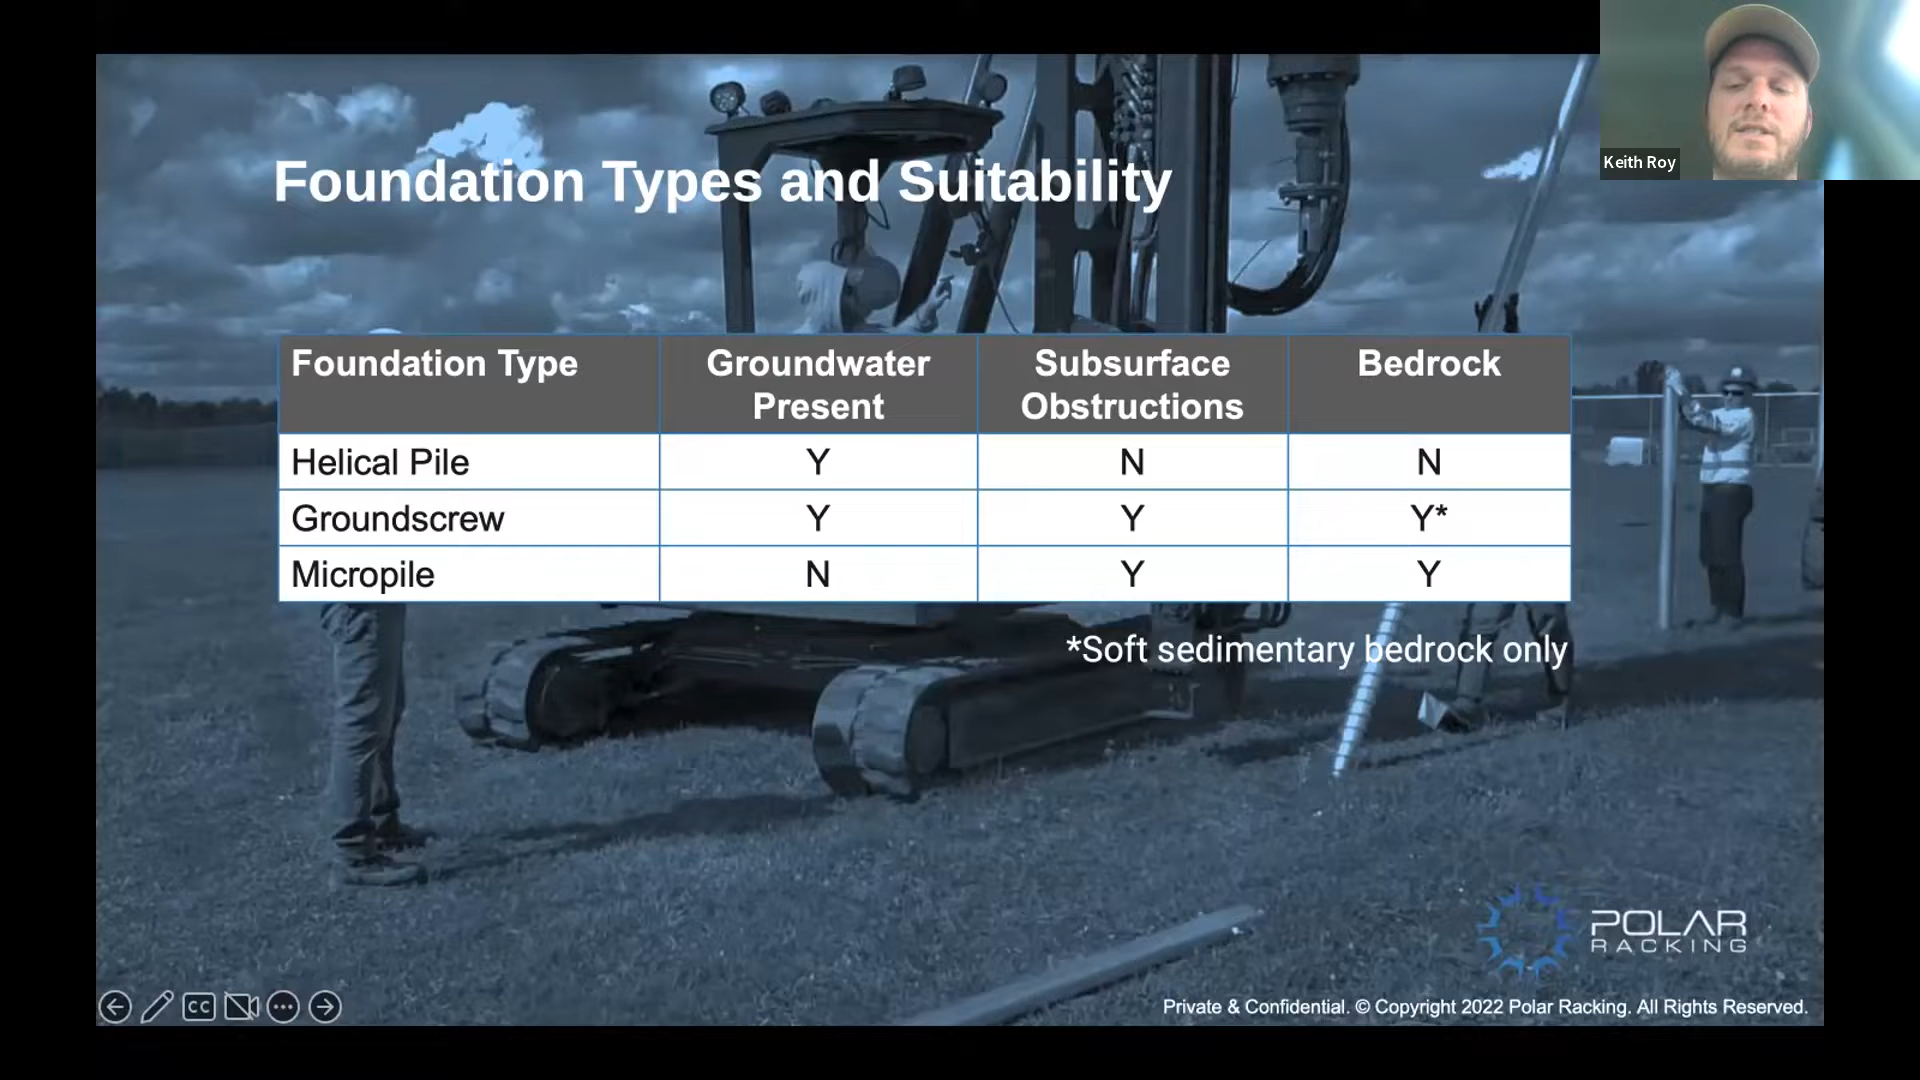 Keith Roy
Foundation Types and Suitability
Foundation Type
Groundwater
Present
Subsurface
Obstructions
Bedrock
Helical Pile Y N N
Groundscrew Y Y Y*
Micropile N Y Y
*Soft sedimentary bedrock only
POLAR
RACKING
CC
Private & Confidential. © Copyright 2022 Polar Racking. All Rights Reserved.